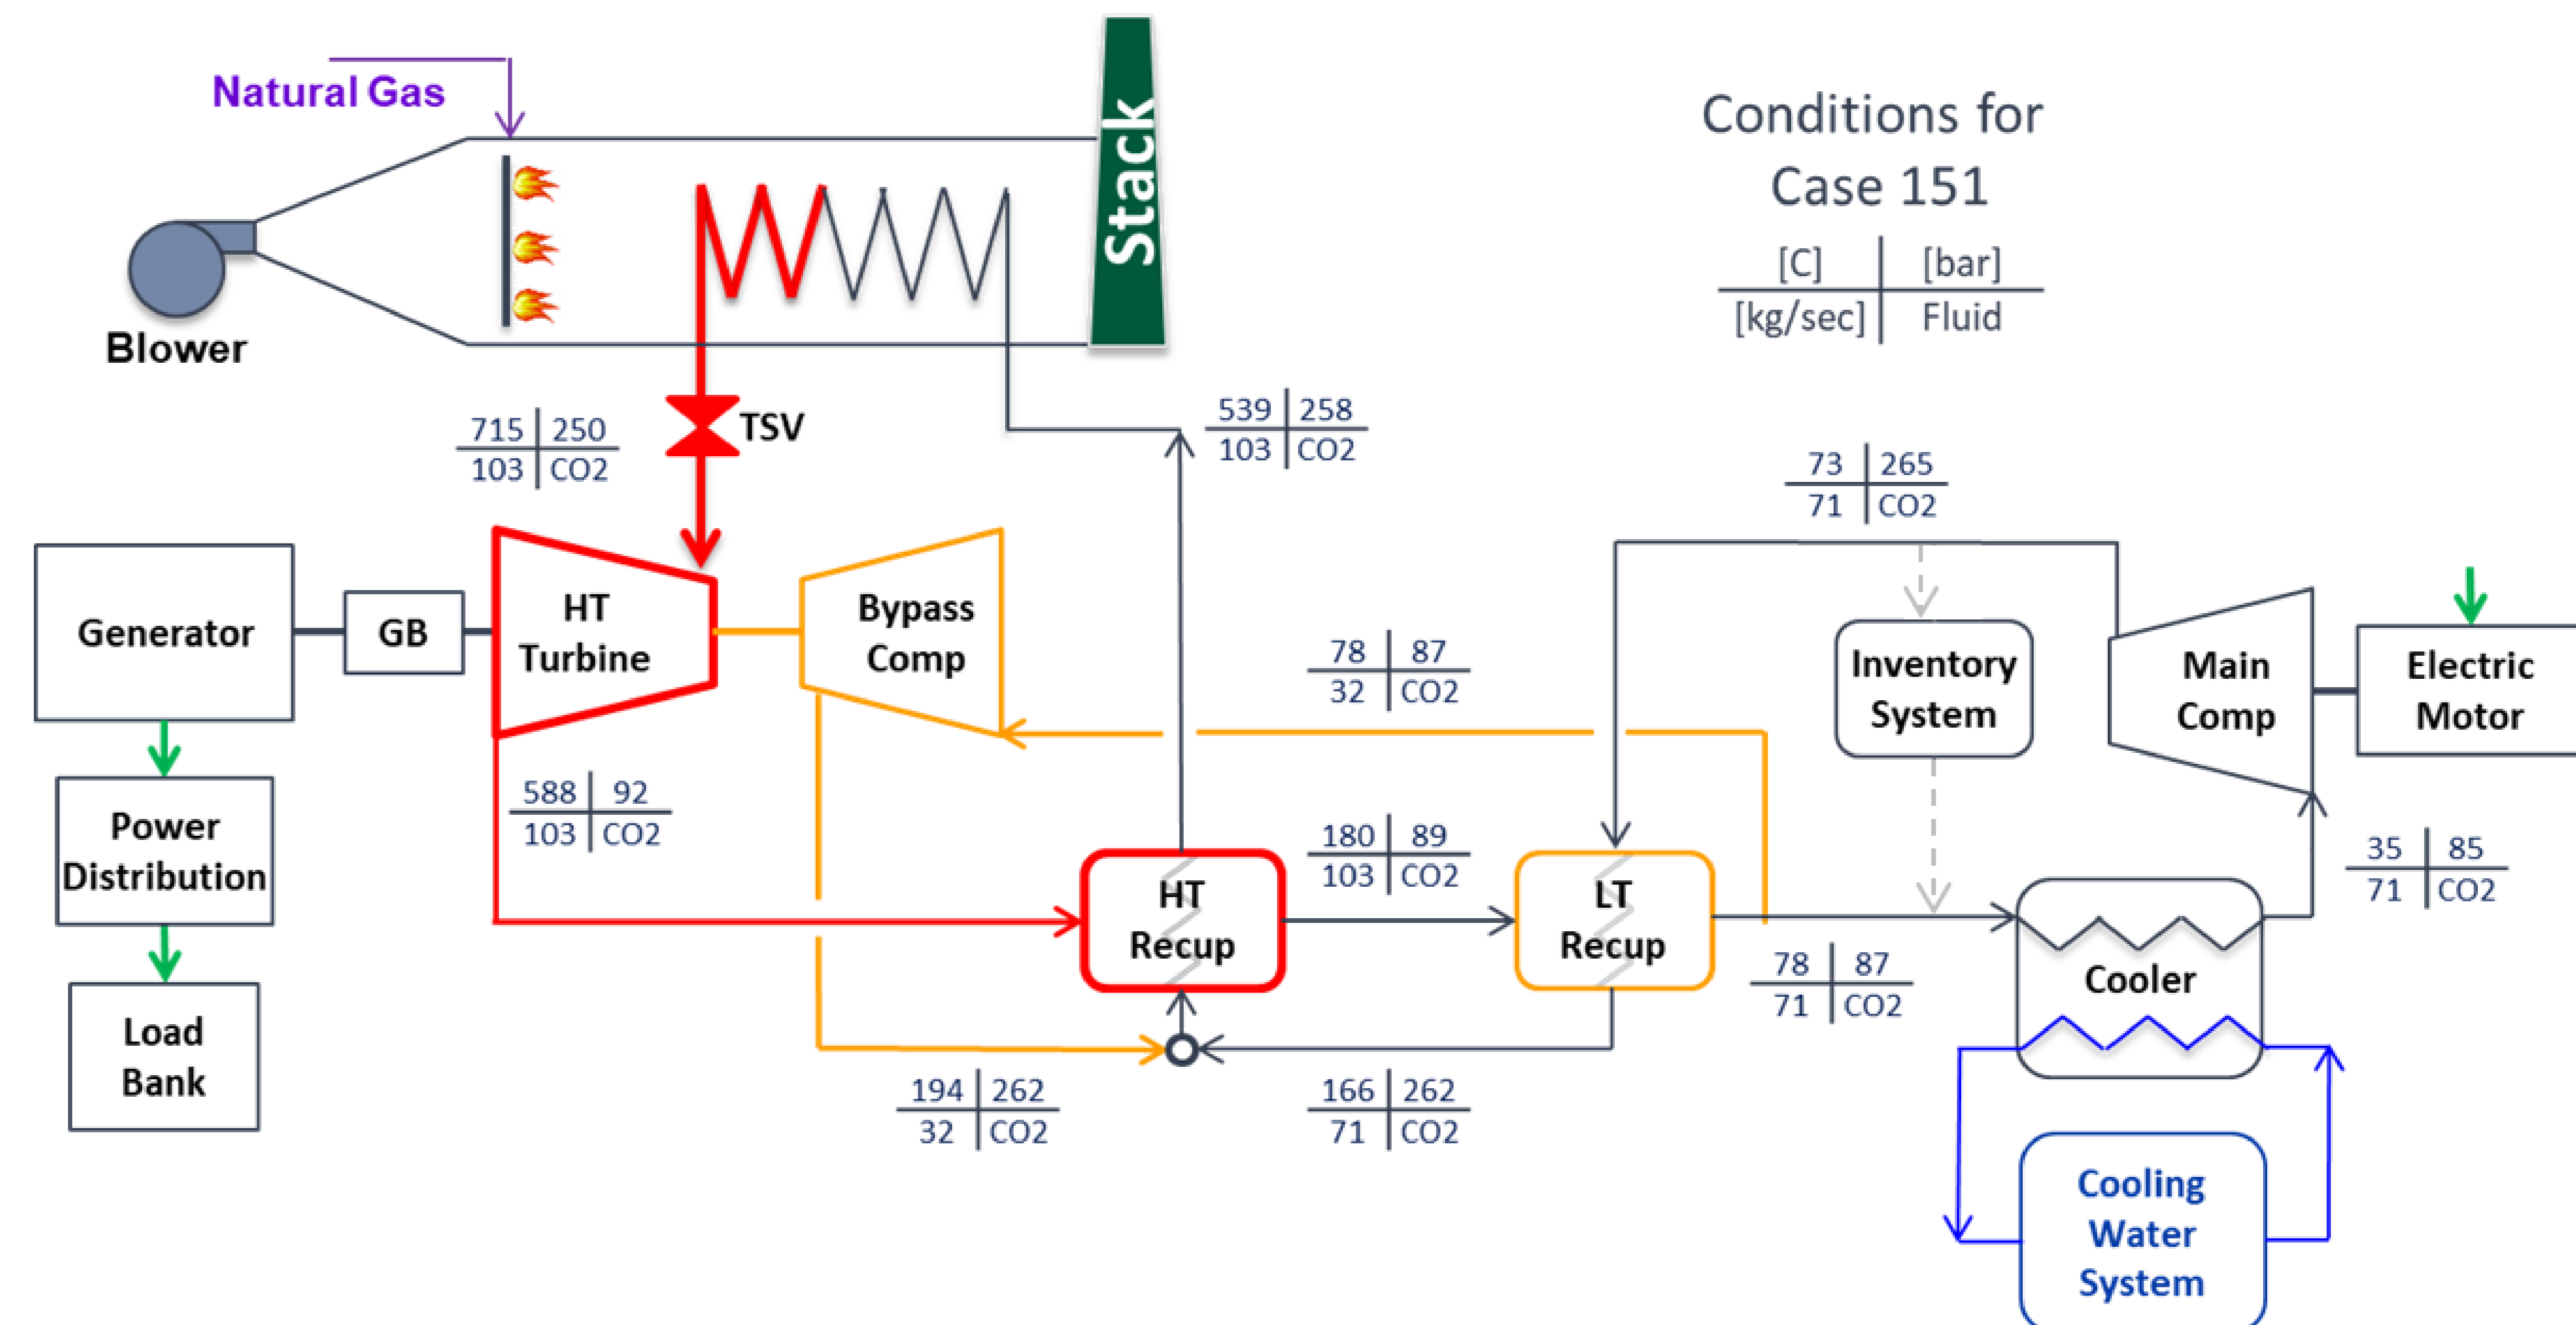 Natural Gas
Stack
Blower
Conditions for
Case 151
[C] [bar]
[kg/sec] Fluid
715 250
103 CO2
TSV
539 258
103 CO2
73 265
71 CO2
Generator
GB
HT
Turbine
Bypass
Comp
78 87
32 CO2
Inventory
System
Main
Comp
Electric
Motor
588 92
103 CO2
Power
Distribution
Load
Bank
HT
Recup
180 89
103 CO2
LT
Recup
78 87
71 CO2
35 85
71 CO2
Cooler
194 262
32 CO2
166 262
71 CO2
Cooling
Water
System